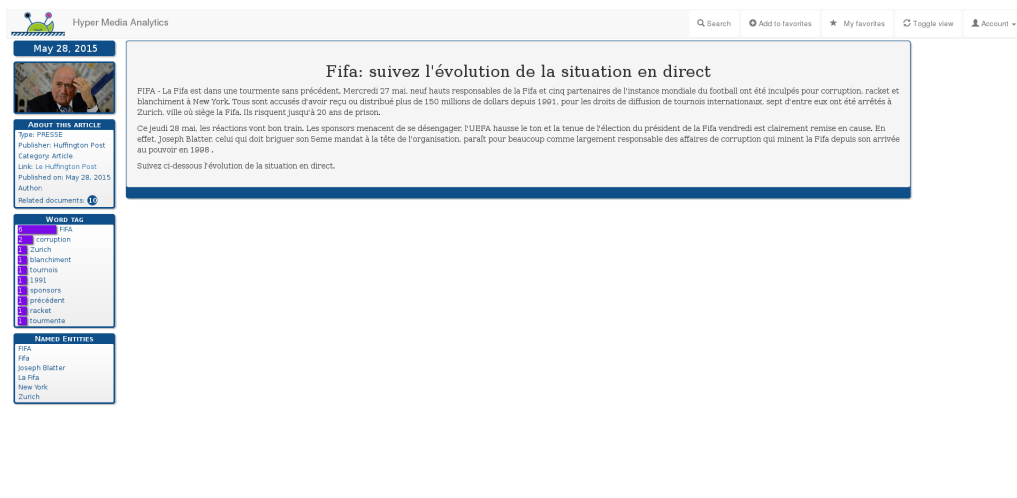 Hyper Media Analytics
Search
Add to favorites
My favorites
Toggle view
Account
May 28, 2015
About this article
Type: PRESSE
Publisher: Huffington Post
Category: Article
Link: Le Huffington Post
Published on: May 28, 2015
Author:
Related documents: 10
Word tag
6 FIFA
2 corruption
1 Zurich
1 blanchiment
1 tournois
1 1991
1 sponsors
1 précédent
1 racket
1 tourmente
Named Entities
FIFA
Fifa
Joseph Blatter
La Fifa
New York
Zurich
Fifa: suivez l'évolution de la situation en direct
FIFA - La Fifa est dans une tourmente sans précédent. Mercredi 27 mai, neuf hauts responsables de la Fifa et cinq partenaires de l'instance mondiale du football ont été inculpés pour corruption, racket et
blanchiment à New York. Tous sont accusés d'avoir reçu ou distribué plus de 150 millions de dollars depuis 1991, pour les droits de diffusion de tournois internationaux, sept d'entre eux ont été arrêtés à
Zurich, ville où siège la Fifa. Ils risquent jusqu'à 20 ans de prison.
Ce jeudi 28 mai, les réactions vont bon train. Les sponsors menacent de se désengager, l'UEFA hausse le ton et la tenue de l'élection du président de la Fifa vendredi est clairement remise en cause. En
effet, Joseph Blatter, celui qui doit briguer son 5eme mandat à la tête de l'organisation, paraît pour beaucoup comme largement responsable des affaires de corruption qui minent la Fifa depuis son arrivée
au pouvoir en 1998 .
Suivez ci-dessous l'évolution de la situation en direct.